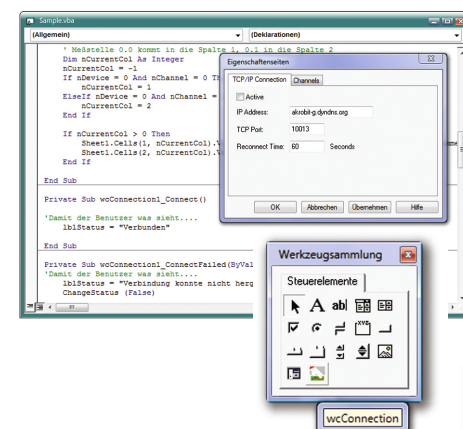 Sample.vba
(Allgemein)
(Deklarationen)
' Meßstelle 0.0 kommt in die Spalte 1, 0.1 in die Spalte 2
Dim nCurrentCol As Integer
nCurrentCol = -1
If nDevice = 0 And nChannel = 0 Th
nCurrentCol = 1
ElseIf nDevice = 0 And nChannel =
nCurrentCol = 2
End If
If nCurrentCol > 0 Then
Sheet1.Cells(1, nCurrentCol).V
Sheet1.Cells(2, nCurrentCol).V
End If
End Sub
Private Sub wcConnection1_Connect()
'Damit der Benutzer was sieht....
lblStatus = "Verbunden"
End Sub
Private Sub wcConnection1_ConnectFailed(ByVal
'Damit der Benutzer was sieht....
lblStatus = "Verbindung konnte nicht herg
ChangeStatus (False)
Eigenschaftenseiten
TCP/IP Connection
Channels
Active
IP Address:
akrobit-g.dyndns.org
TCP Port:
10013
Reconnect Time:
60
Seconds
OK
Abbrechen
Übernehmen
Hilfe
Werkzeugsammlung
Steuerelemente
A
ab|
XYZ
wcConnection